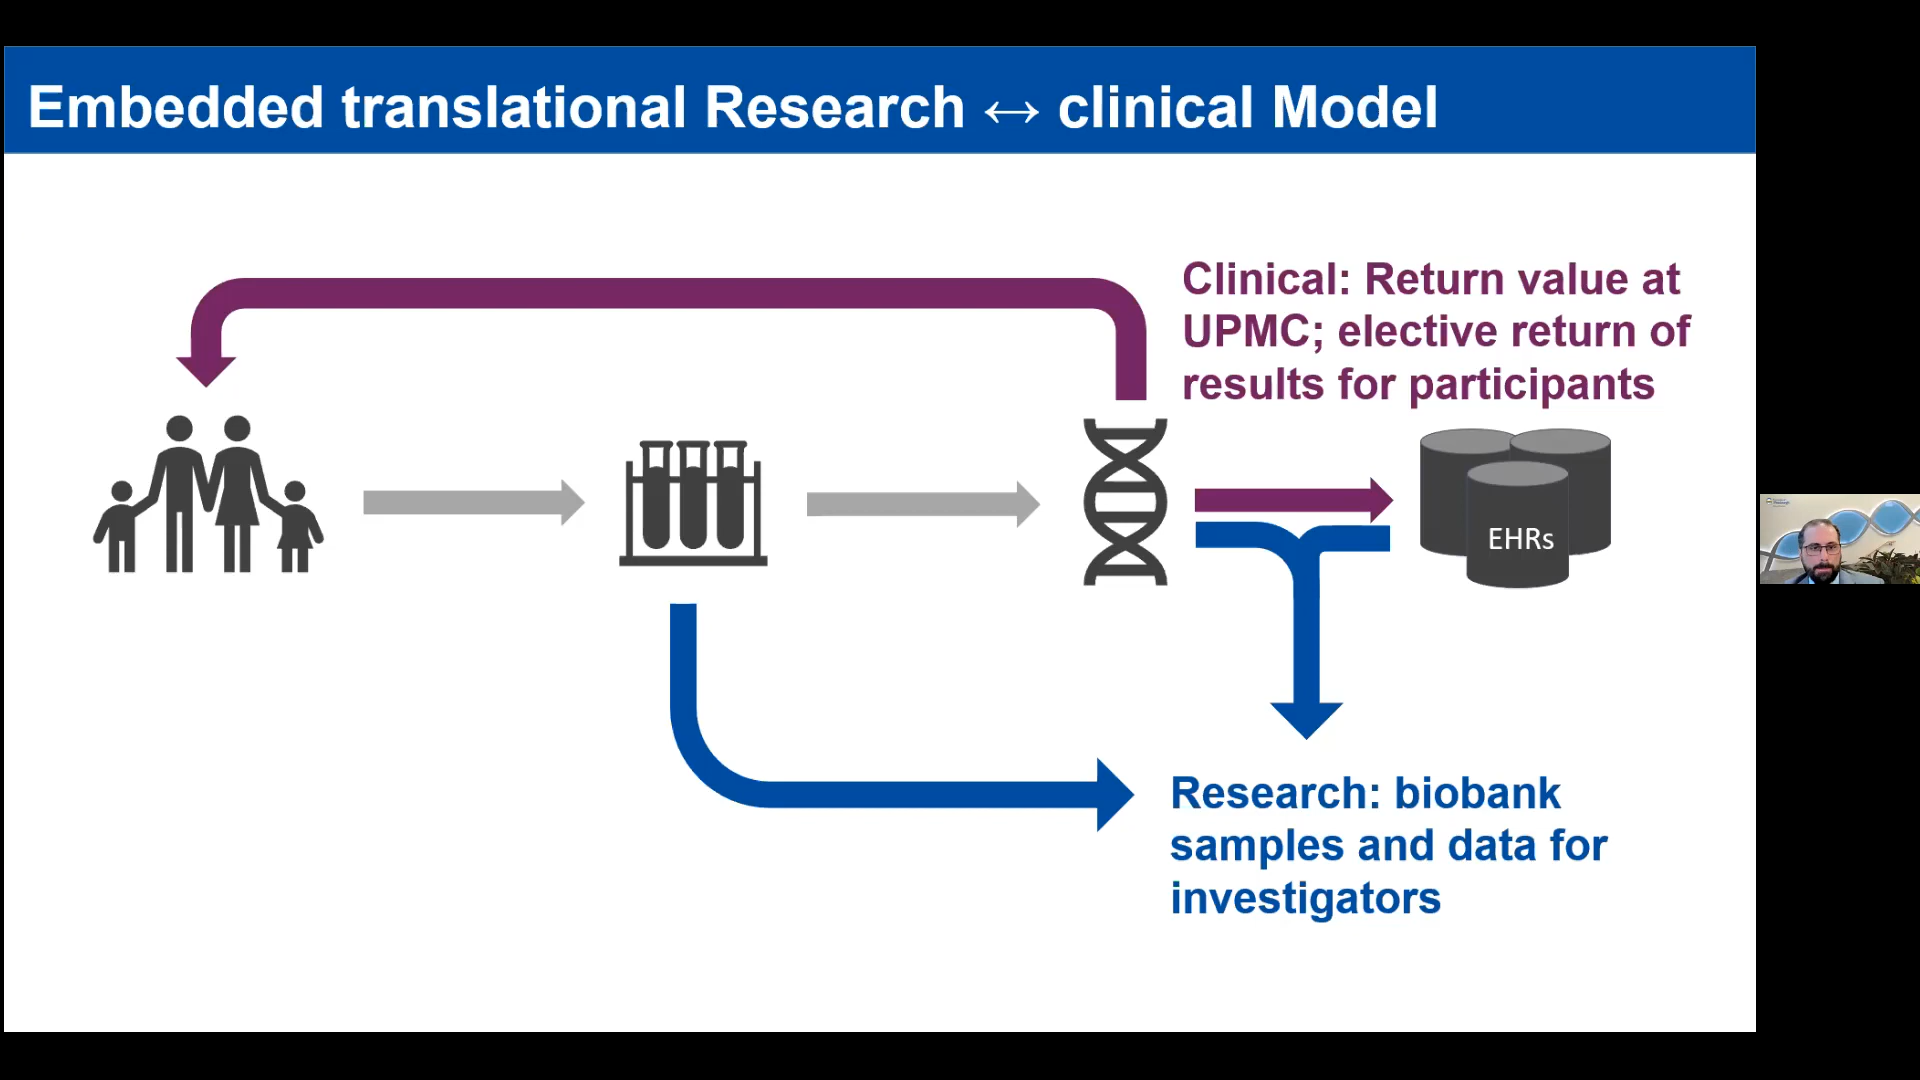 Embedded translational Research ↔ clinical Model
Clinical: Return value at
UPMC; elective return of
results for participants
EHRs
Research: biobank
samples and data for
investigators